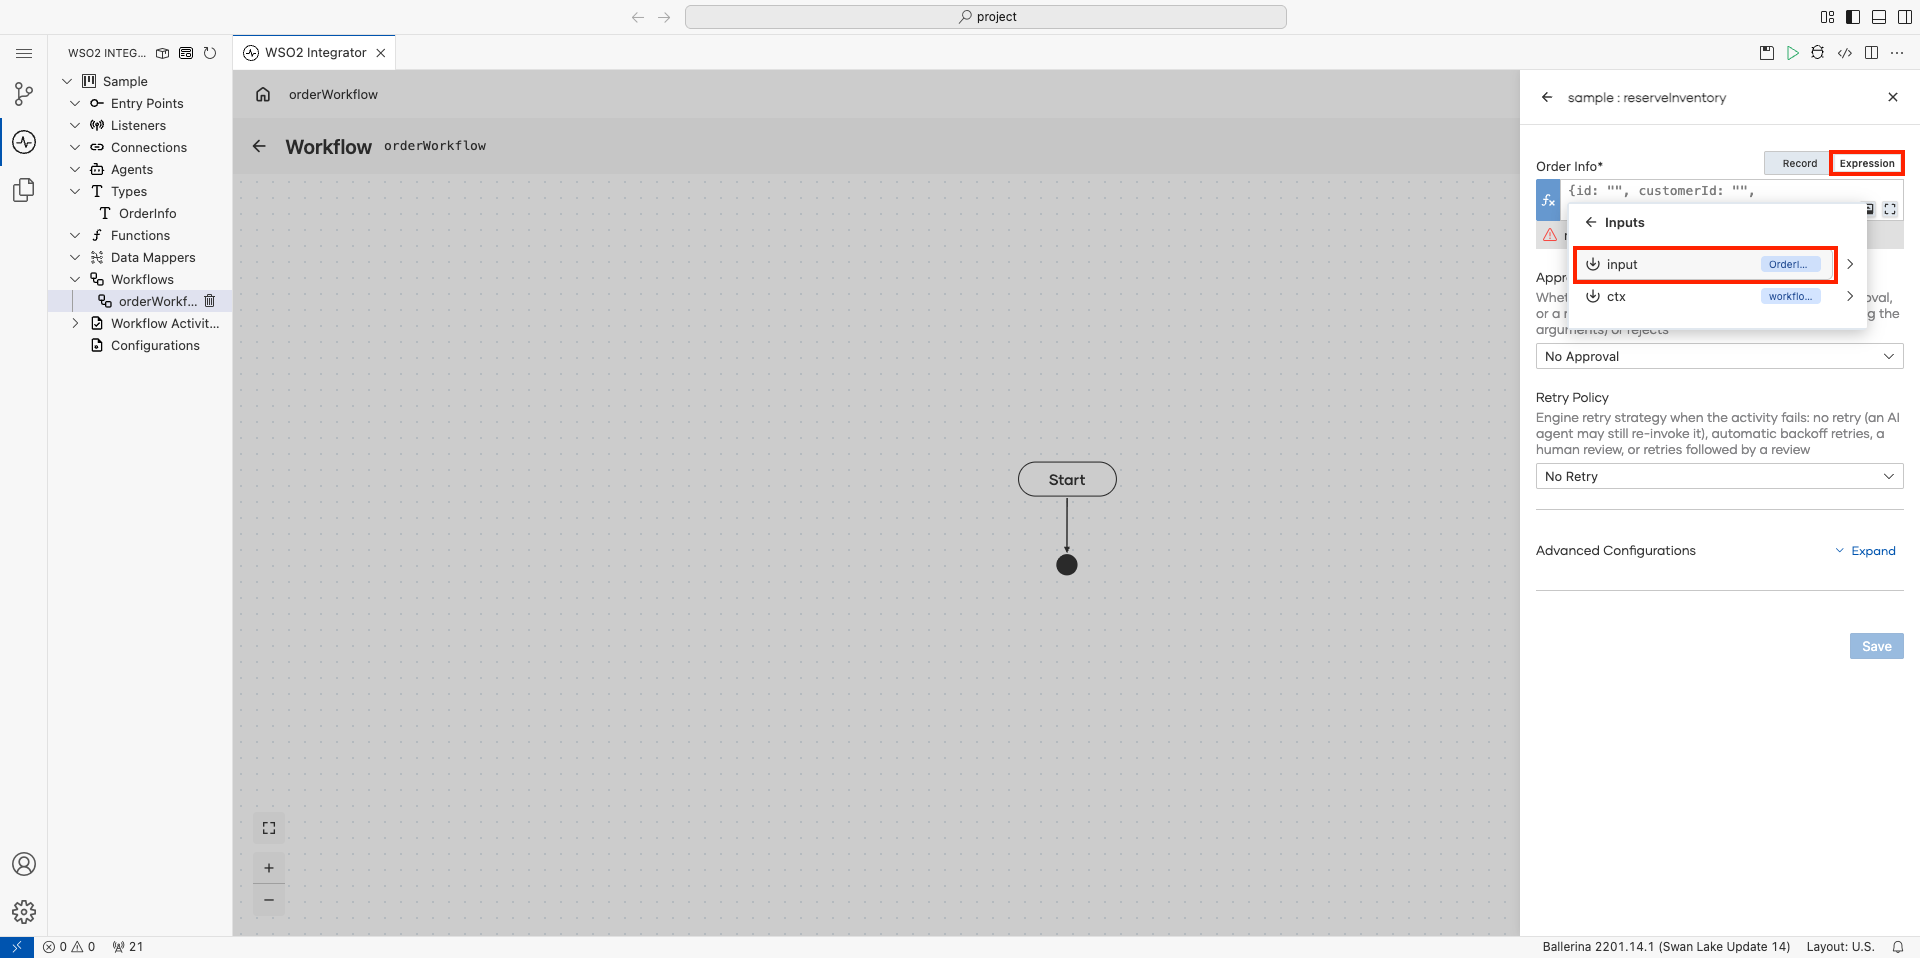 project
WSO2 INTEG...
WSO2 Integrator
Sample
Entry Points
Listeners
Connections
Agents
Types
OrderInfo
Functions
Data Mappers
Workflows
orderWorkf...
Workflow Activit...
Configurations
orderWorkflow
Workflow orderWorkflow
Start
sample : reserveInventory
Order Info*
Record
Expression
fx
{id: "", customerId: "",
Inputs
input
OrderI...
ctx
workflo...
Appr
Whet
oval,
or a r
g the
arguments) or rejects
No Approval
Retry Policy
Engine retry strategy when the activity fails: no retry (an AI
agent may still re-invoke it), automatic backoff retries, a
human review, or retries followed by a review
No Retry
Advanced Configurations
Expand
Save
0 0 21
Ballerina 2201.14.1 (Swan Lake Update 14)
Layout: U.S.